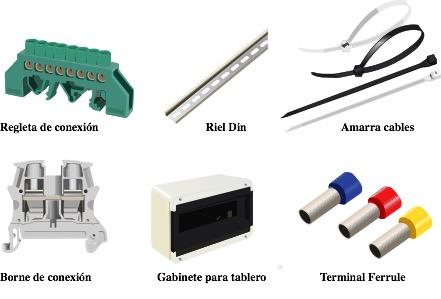 Regleta de conexión
Riel Din
Amarra cables
Borne de conexión
Gabinete para tablero
Terminal Ferrule